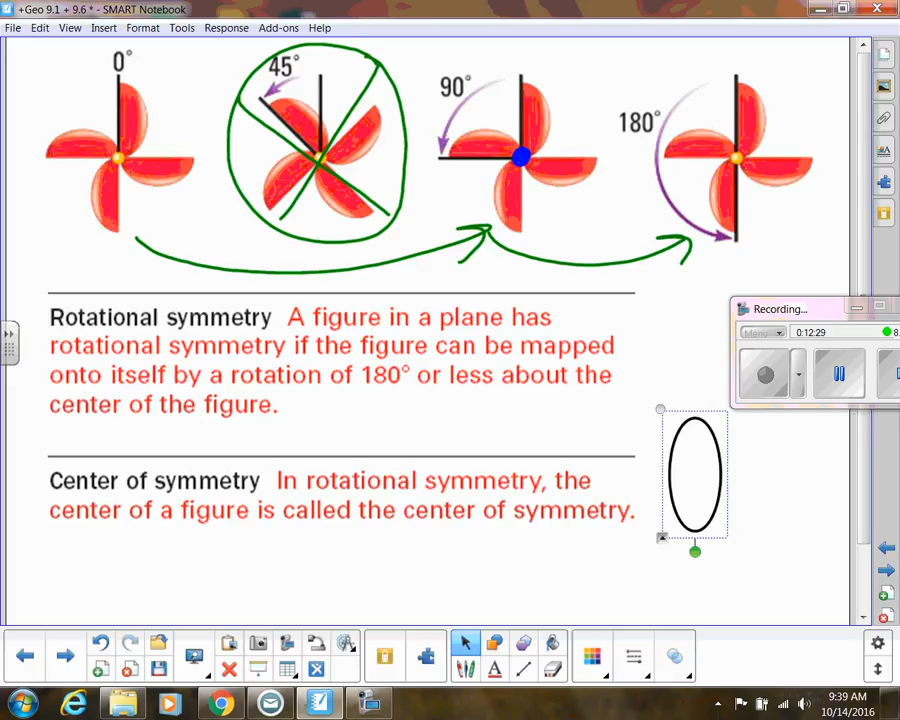 +Geo 9.1 + 9.6 * - SMART Notebook
File Edit View Insert Format Tools Response Add-ons Help
0° 45° 90° 180°
Rotational symmetry A figure in a plane has
rotational symmetry if the figure can be mapped
onto itself by a rotation of 180° or less about the
center of the figure.
Recording...
Menu 0:12:29 8.
Center of symmetry In rotational symmetry, the
center of a figure is called the center of symmetry.
9:39 AM
10/14/2016